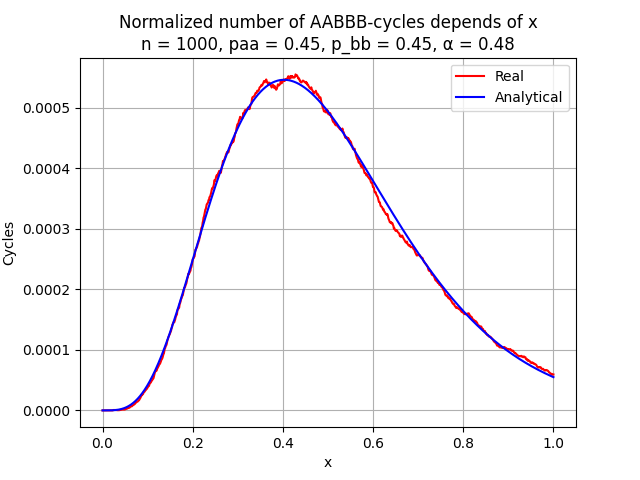 Normalized number of AABBB-cycles depends of x
n = 1000, paa = 0.45, p_bb = 0.45, α = 0.48
Real
Analytical
Cycles
0.0005
0.0004
0.0003
0.0002
0.0001
0.0000
0.0 0.2 0.4 0.6 0.8 1.0
x